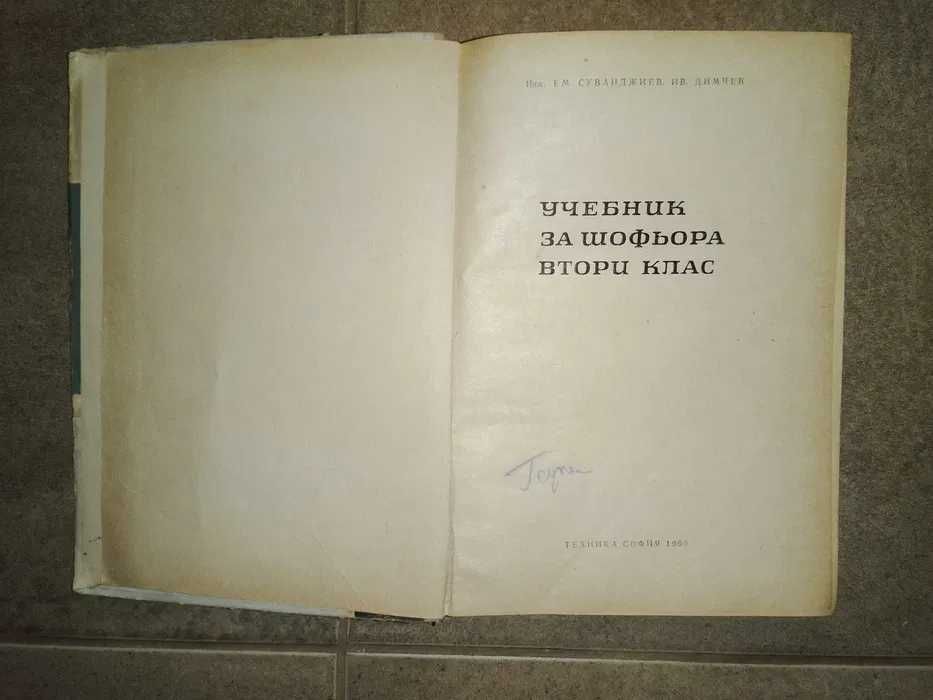 Инж. ЕМ. СУВАНДЖИЕВ, ИВ. ДИМЧЕВ
УЧЕБНИК
ЗА ШОФЬОРА
ВТОРИ КЛАС
ТЕХНИКА СОФИЯ